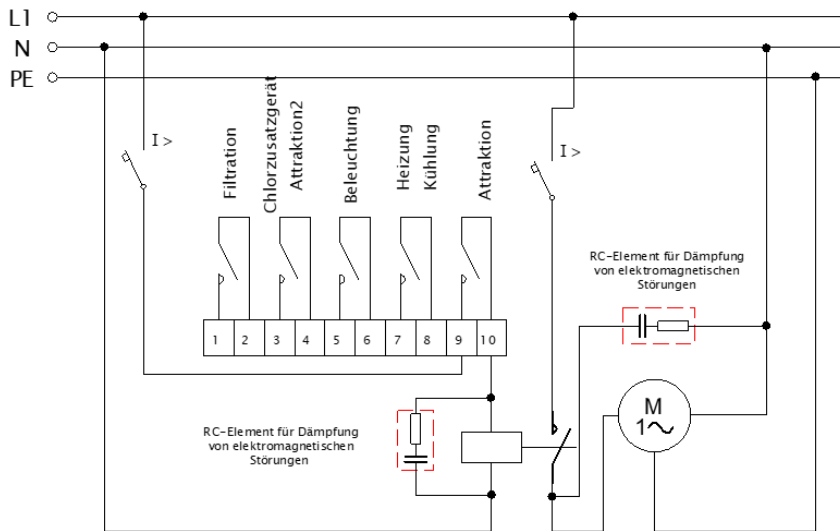 L1
N
PE
I >
I >
Filtration
Chlorzusatzgerät
Attraktion2
Beleuchtung
Heizung
Kühlung
Attraktion
RC-Element für Dämpfung
von elektromagnetischen
Störungen
1 2 3 4 5 6 7 8 9 10
RC-Element für Dämpfung
von elektromagnetischen
Störungen
M
1~